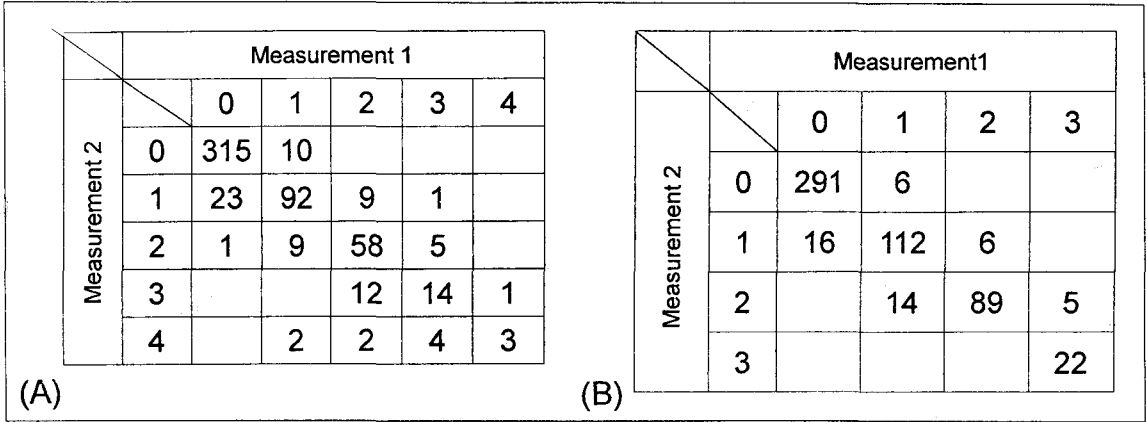 Measurement 1
0 1 2 3 4
Measurement 2
0 315 10
1 23 92 9 1
2 1 9 58 5
3 12 14 1
4 2 2 4 3
(A)
Measurement1
0 1 2 3
Measurement 2
0 291 6
1 16 112 6
2 14 89 5
3 22
(B)